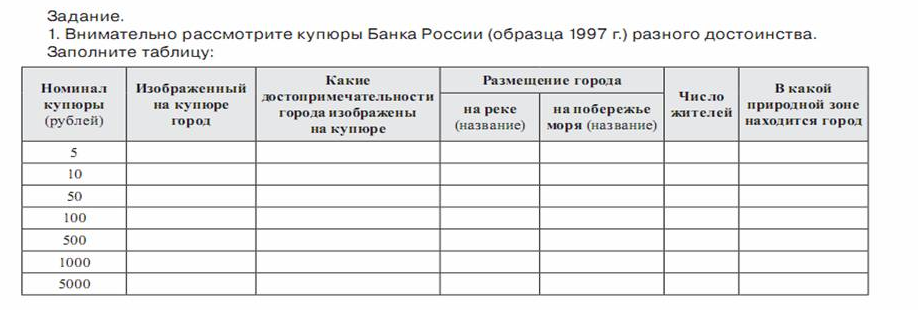 Задание.
1. Внимательно рассмотрите купюры Банка России (образца 1997 г.) разного достоинства.
Заполните таблицу:
Номинал купюры (рублей)
Изображенный на купюре город
Какие достопримечательности города изображены на купюре
Размещение города
на реке (название)
на побережье моря (название)
Число жителей
В какой природной зоне находится город
5
10
50
100
500
1000
5000